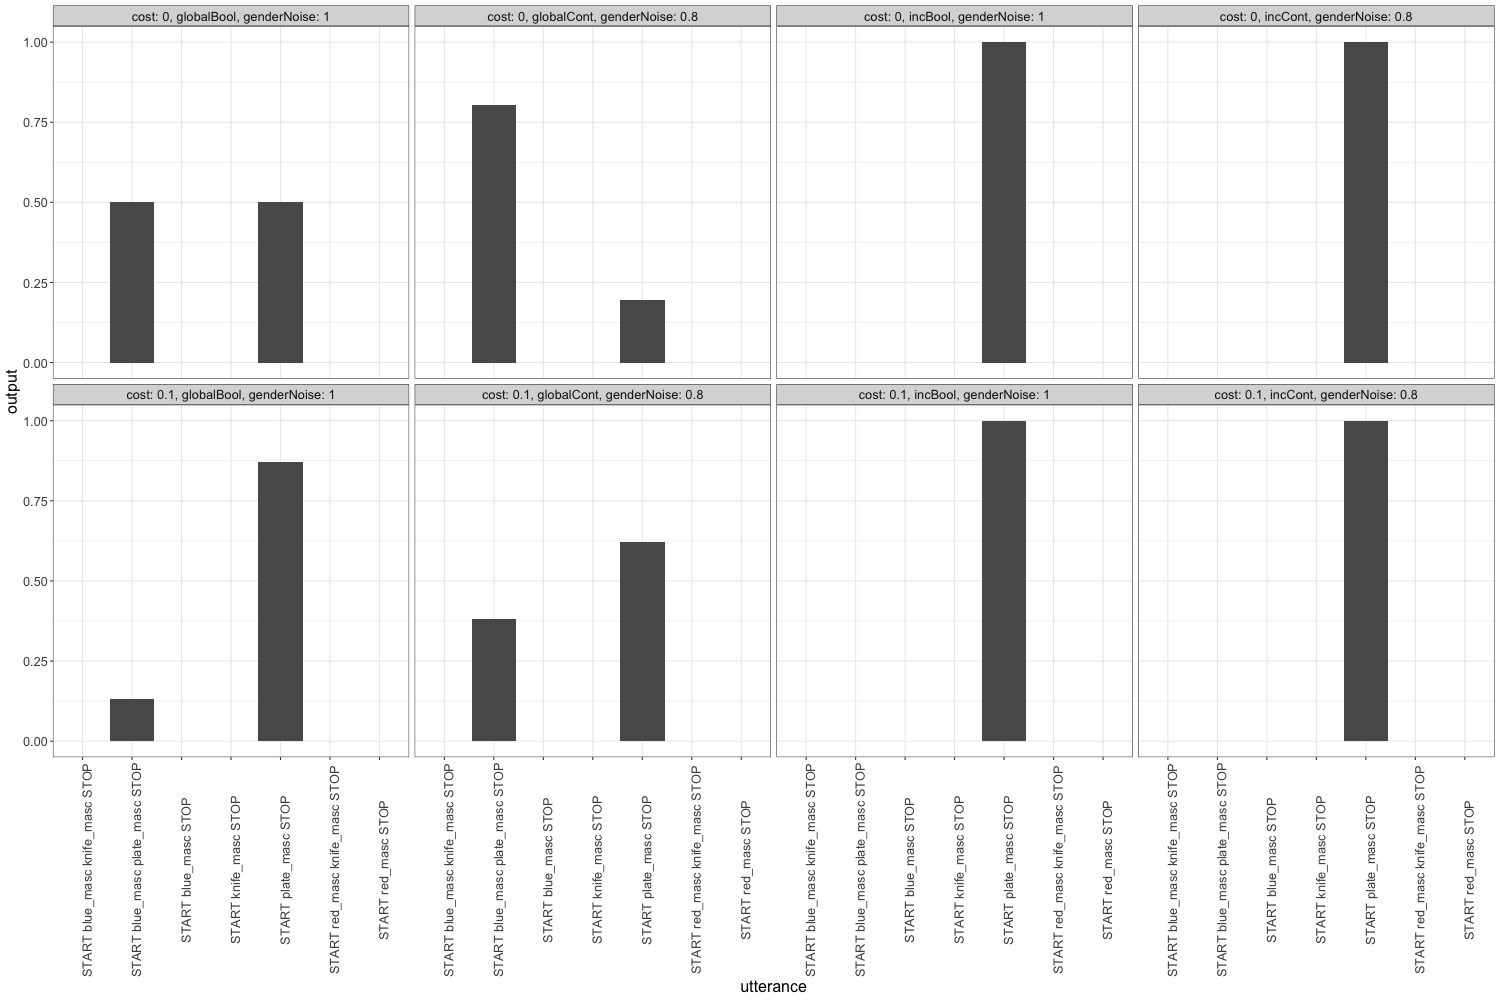 cost: 0, globalBool, genderNoise: 1
cost: 0, globalCont, genderNoise: 0.8
cost: 0, incBool, genderNoise: 1
cost: 0, incCont, genderNoise: 0.8
1.00
0.75
0.50
0.25
0.00
output
cost: 0.1, globalBool, genderNoise: 1
cost: 0.1, globalCont, genderNoise: 0.8
cost: 0.1, incBool, genderNoise: 1
cost: 0.1, incCont, genderNoise: 0.8
1.00
0.75
0.50
0.25
0.00
START blue_masc knife_masc STOP
START blue_masc plate_masc STOP
START blue_masc STOP
START knife_masc STOP
START plate_masc STOP
START red_masc knife_masc STOP
START red_masc STOP
START blue_masc knife_masc STOP
START blue_masc plate_masc STOP
START blue_masc STOP
START knife_masc STOP
START plate_masc STOP
START red_masc knife_masc STOP
START red_masc STOP
START blue_masc knife_masc STOP
START blue_masc plate_masc STOP
START blue_masc STOP
START knife_masc STOP
START plate_masc STOP
START red_masc knife_masc STOP
START red_masc STOP
START blue_masc knife_masc STOP
START blue_masc plate_masc STOP
START blue_masc STOP
START knife_masc STOP
START plate_masc STOP
START red_masc knife_masc STOP
START red_masc STOP
utterance